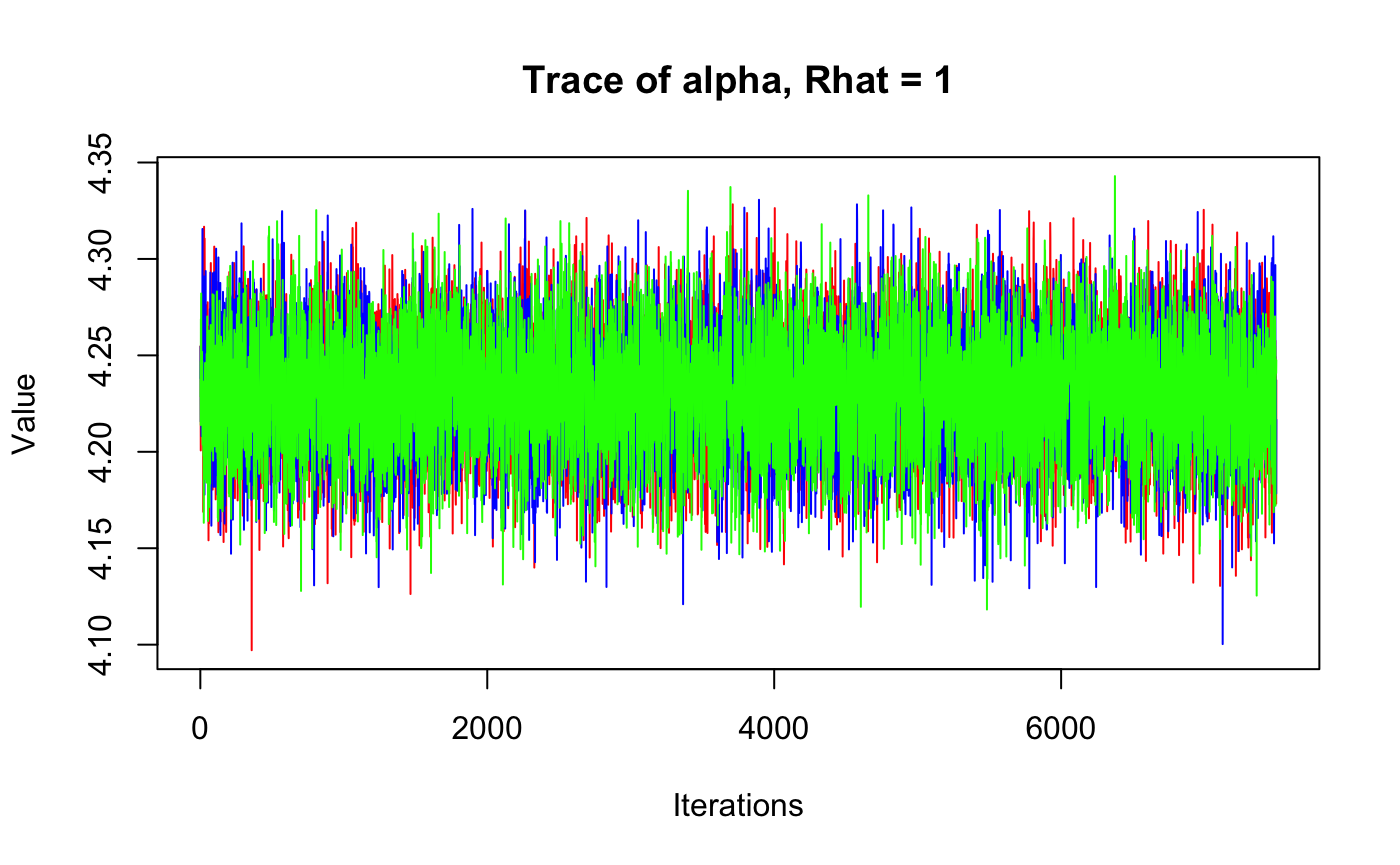 Trace of alpha, Rhat = 1
Value
4.35
4.30
4.25
4.20
4.15
4.10
0 2000 4000 6000
Iterations